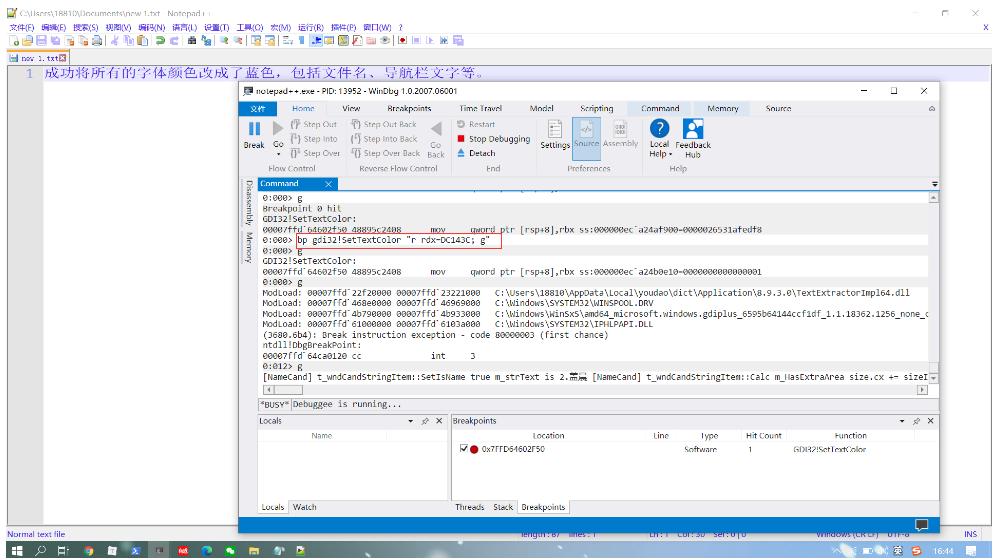 C:\Users\18810\Documents\new 1.txt - Notepad++
文件(F) 编辑(E) 搜索(S) 视图(V) 编码(N) 语言(L) 设置(T) 工具(O) 宏(M) 运行(R) 插件(P) 窗口(W) ?
X
new 1.txt
1 成功将所有的字体颜色改成了蓝色，包括文件名、导航栏文字等。
notepad++.exe - PID: 13952 - WinDbg 1.0.2007.06001
文件 Home View Breakpoints Time Travel Model Scripting Command Memory Source
Break
Go
Step Out
Step Into
Step Over
Flow Control
Step Out Back
Step Into Back
Step Over Back
Go
Back
Reverse Flow Control
Restart
Stop Debugging
Detach
End
Settings Source Assembly
Preferences
Local
Help
Feedback
Hub
Help
Disassembly
Memory
Command
0:000> g
Breakpoint 0 hit
GDI32!SetTextColor:
00007ffd`64602f50 48895c2408 mov qword ptr [rsp+8],rbx ss:000000ec`a24af900=0000026531afedf8
0:000> bp gdi32!SetTextColor "r rdx=DC143C; g"
0:000> g
GDI32!SetTextColor:
00007ffd`64602f50 48895c2408 mov qword ptr [rsp+8],rbx ss:000000ec`a24b0e10=0000000000000001
0:000> g
ModLoad: 00007ffd`22f20000 00007ffd`23221000 C:\Users\18810\AppData\Local\youdao\dict\Application\8.9.3.0\TextExtractorImpl64.dll
ModLoad: 00007ffd`468e0000 00007ffd`46969000 C:\Windows\SYSTEM32\WINSPOOL.DRV
ModLoad: 00007ffd`4b790000 00007ffd`4b933000 C:\Windows\WinSxS\amd64_microsoft.windows.gdiplus_6595b64144ccf1df_1.1.18362.1256_none_c
ModLoad: 00007ffd`61000000 00007ffd`6103a000 C:\Windows\SYSTEM32\IPHLPAPI.DLL
(3680.6b4): Break instruction exception - code 80000003 (first chance)
ntdll!DbgBreakPoint:
00007ffd`64ca0120 cc int 3
0:012> g
[NameCand] t_wndCandStringItem::SetIsName true m_strText is 2.盖晨 [NameCand] t_wndCandStringItem::Calc m_HasExtraArea size.cx += sizeI
*BUSY* Debuggee is running...
Locals
Name
Locals Watch
Breakpoints
Location Line Type Hit Count Function
0x7FFD64602F50 Software 1 GDI32!SetTextColor
Threads Stack Breakpoints
Normal text file length : 87 lines : 1 Ln : 1 Col : 30 Sel : 0 | 0 Windows (CR LF) UTF-8 INS
英 16:44